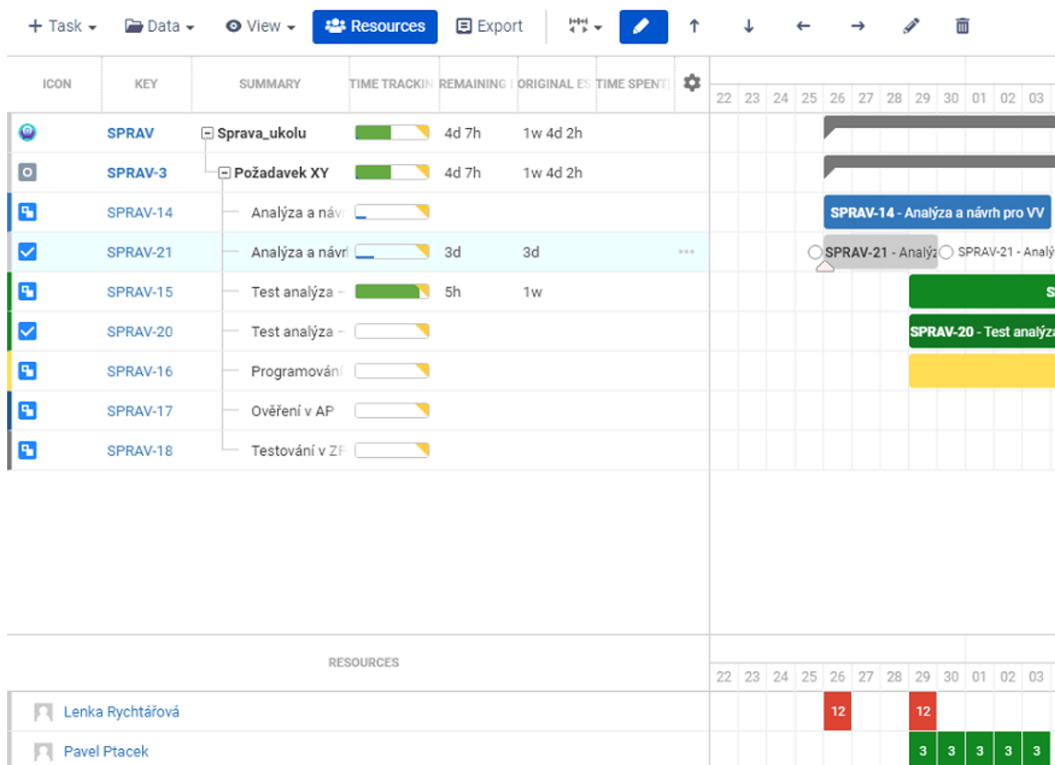 + Task Data View Resources Export
ICON KEY SUMMARY TIME TRACKIN REMAINING ORIGINAL ES TIME SPENT
22 23 24 25 26 27 28 29 30 01 02 03
SPRAV Sprava_ukolu 4d 7h 1w 4d 2h
SPRAV-3 Požadavek XY 4d 7h 1w 4d 2h
SPRAV-14 Analýza a náv SPRAV-14 - Analýza a návrh pro VV
SPRAV-21 Analýza a návr 3d 3d ... SPRAV-21 - Analýz SPRAV-21 - Analý
SPRAV-15 Test analýza - 5h 1w S
SPRAV-20 Test analýza - SPRAV-20 - Test analýza
SPRAV-16 Programování
SPRAV-17 Ověření v AP
SPRAV-18 Testování v ZF
RESOURCES
22 23 24 25 26 27 28 29 30 01 02 03
Lenka Rychtářová 12 12
Pavel Ptacek 3 3 3 3 3